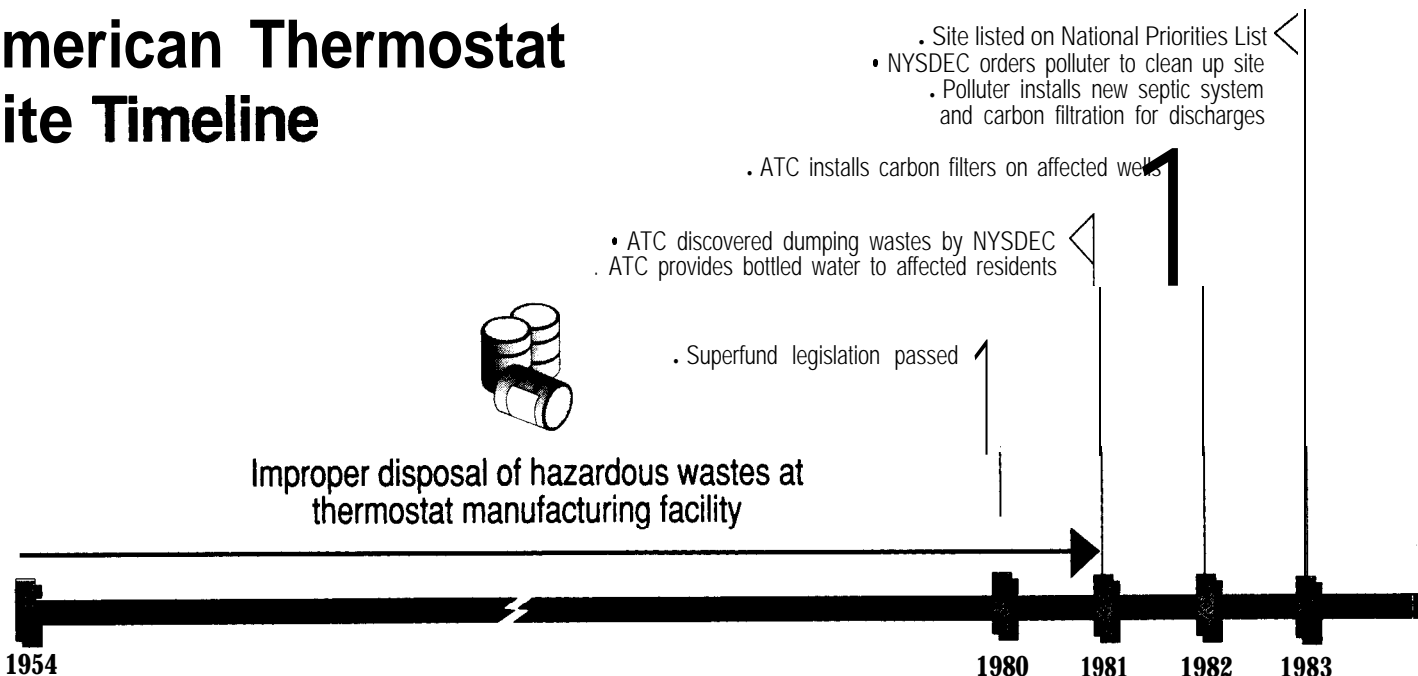 merican Thermostat
ite Timeline
. Site listed on National Priorities List
• NYSDEC orders polluter to clean up site
. Polluter installs new septic system
and carbon filtration for discharges
. ATC installs carbon filters on affected wells
• ATC discovered dumping wastes by NYSDEC
. ATC provides bottled water to affected residents
. Superfund legislation passed
Improper disposal of hazardous wastes at
thermostat manufacturing facility
1954
1980
1981
1982
1983